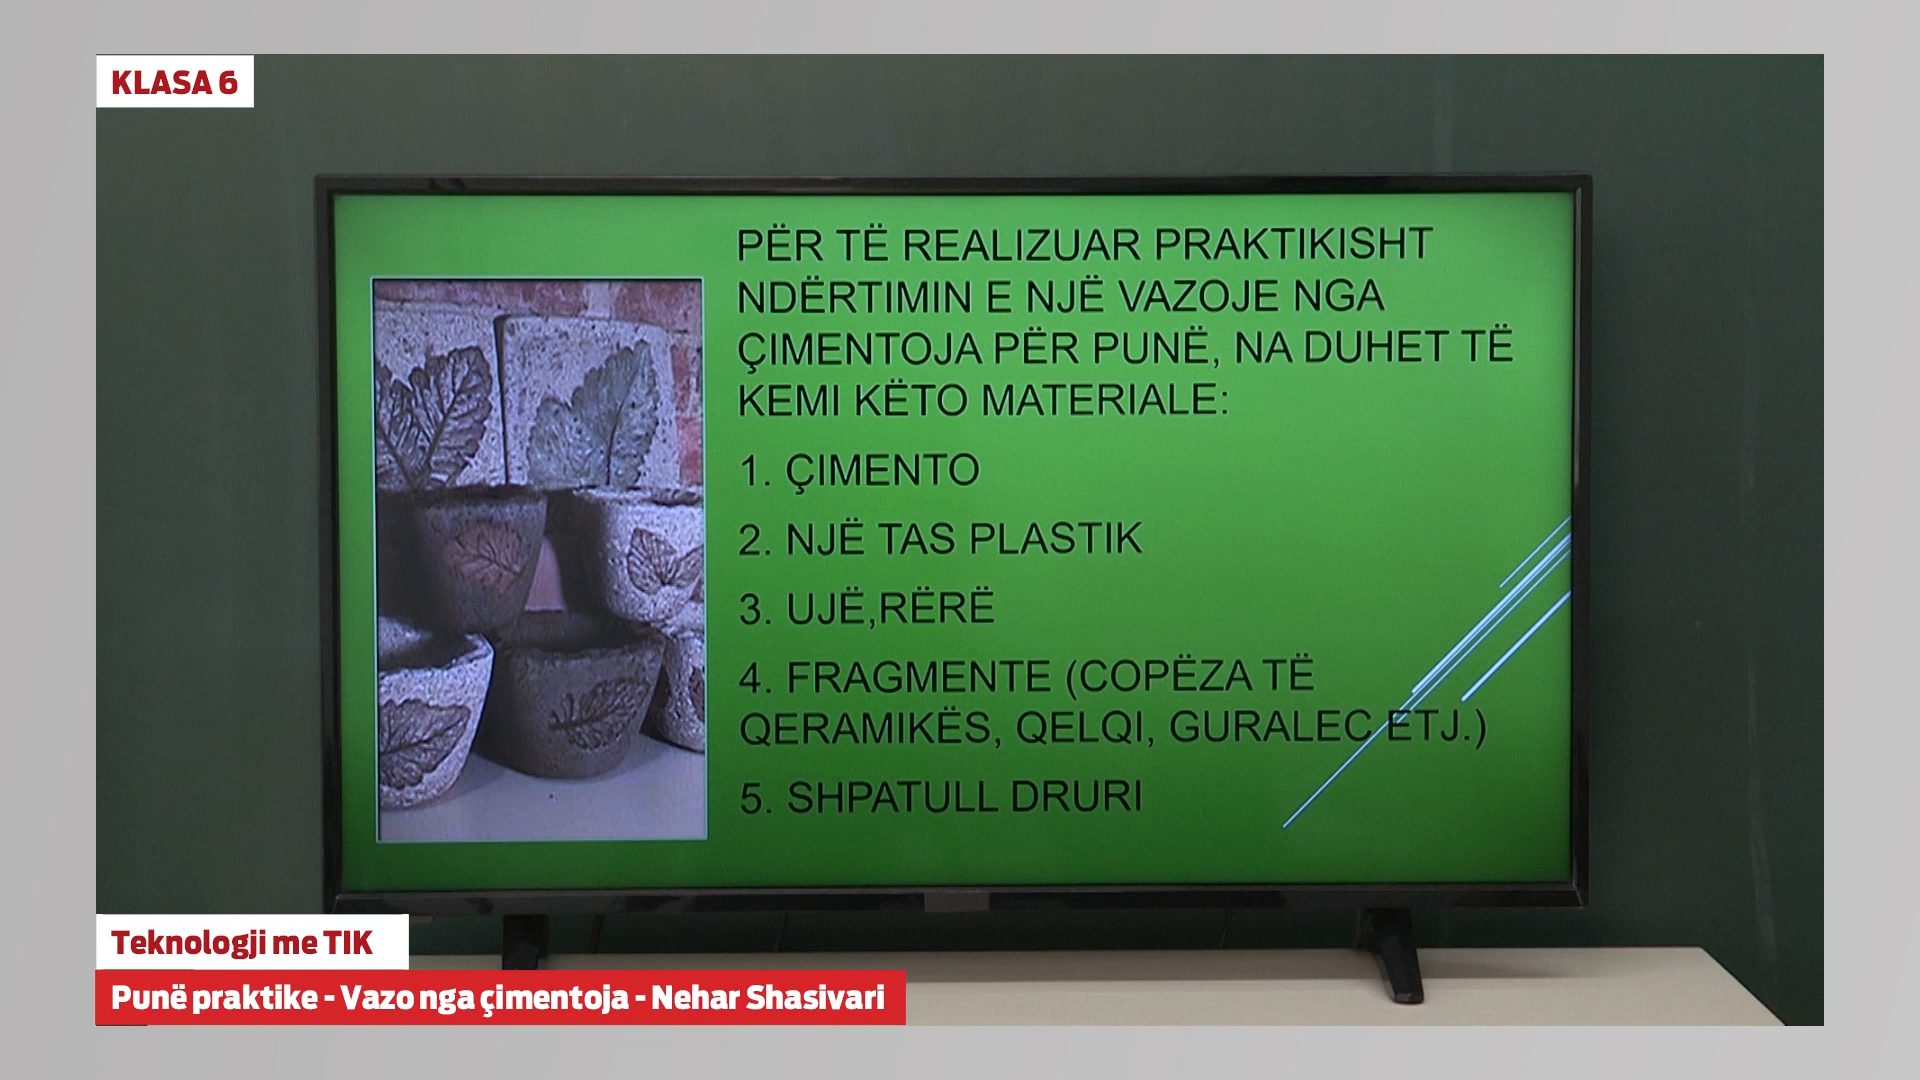 KLASA 6
PËR TË REALIZUAR PRAKTIKISHT
NDËRTIMIN E NJË VAZOJE NGA
ÇIMENTOJA PËR PUNË, NA DUHET TË
KEMI KËTO MATERIALE:
1. ÇIMENTO
2. NJË TAS PLASTIK
3. UJË,RËRË
4. FRAGMENTE (COPËZA TË
QERAMIKËS, QELQI, GURALEC ETJ.)
5. SHPATULL DRURI
Teknologji me TIK
Punë praktike - Vazo nga çimentoja - Nehar Shasivari